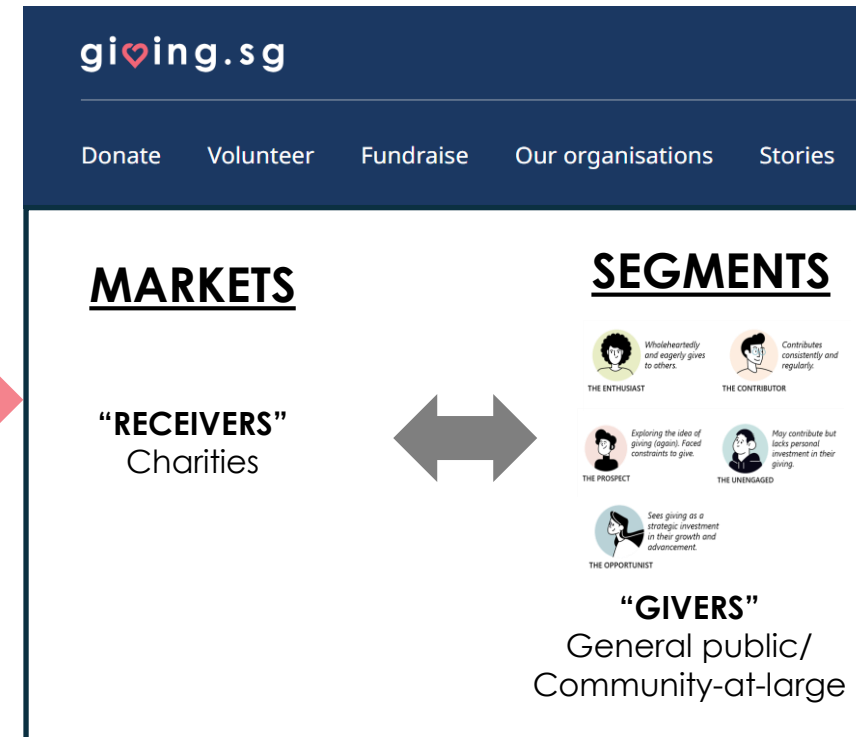 giving.sg
Donate Volunteer Fundraise Our organisations Stories
MARKETS
“RECEIVERS”
Charities
SEGMENTS
Wholeheartedly
and eagerly gives
to others.
THE ENTHUSIAST
Contributes
consistently and
regularly.
THE CONTRIBUTOR
Exploring the idea of
giving (again). Faced
constraints to give.
THE PROSPECT
May contribute but
lacks personal
investment in their
giving.
THE UNENGAGED
Sees giving as a
strategic investment
in their growth and
advancement.
THE OPPORTUNIST
“GIVERS”
General public/
Community-at-large